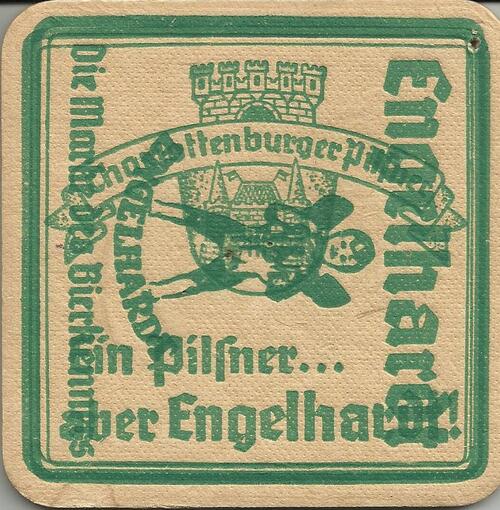 Charlottenburger Pilsner
Ein Pilsner...
aber Engelhardt!
Engelhardt
ENGELHARDT
Die Marke des Bierkenners